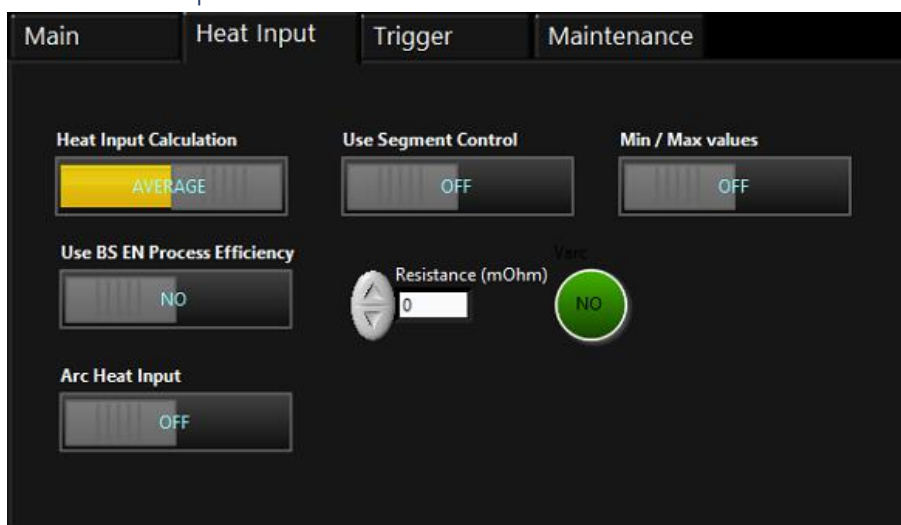 Main Heat Input Trigger Maintenance
Heat Input Calculation Use Segment Control Min / Max values
AVERAGE OFF OFF
Use BS EN Process Efficiency Varc
NO Resistance (mOhm) 0 NO
Arc Heat Input
OFF